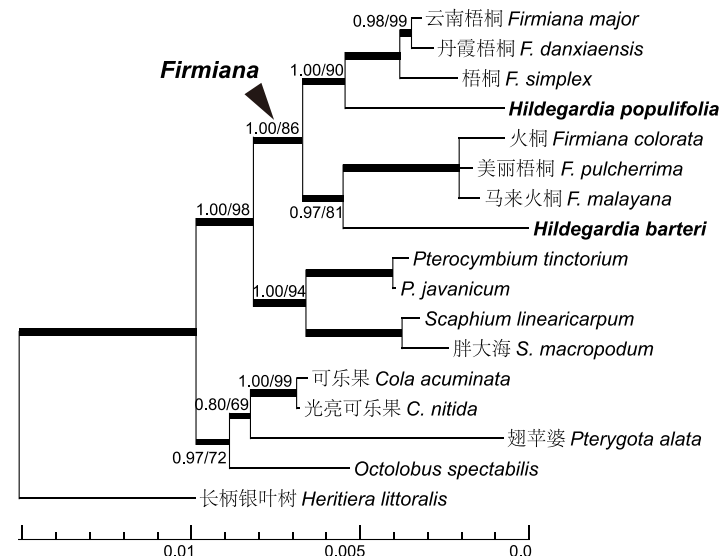 0.98/99
云南梧桐 Firmiana major
丹霞梧桐 F. danxiaensis
Firmiana
1.00/90
梧桐 F. simplex
Hildegardia populifolia
1.00/86
火桐 Firmiana colorata
美丽梧桐 F. pulcherrima
马来火桐 F. malayana
0.97/81
1.00/98
Hildegardia barteri
Pterocymbium tinctorium
1.00/94
P. javanicum
Scaphium linearicarpum
胖大海 S. macropodum
1.00/99
可乐果 Cola acuminata
0.80/69
光亮可乐果 C. nitida
翅苹婆 Pterygota alata
0.97/72
Octolobus spectabilis
长柄银叶树 Heritiera littoralis
0.01 0.005 0.0